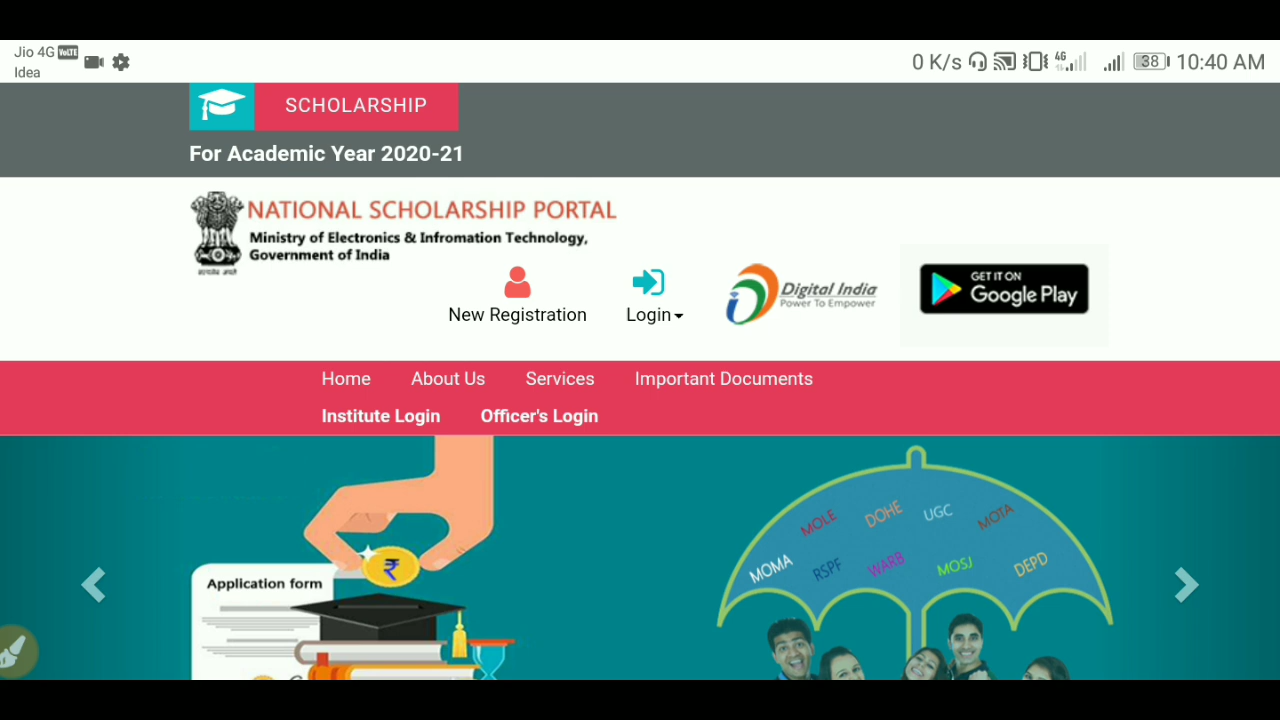 Jio 4G VoLTE
Idea
0 K/s 4G 38 10:40 AM
SCHOLARSHIP
For Academic Year 2020-21
NATIONAL SCHOLARSHIP PORTAL
Ministry of Electronics & Infromation Technology,
Government of India
New Registration
Login
Digital India
Power To Empower
GET IT ON
Google Play
Home About Us Services Important Documents
Institute Login Officer's Login
Application form
₹
MOLE DOHE UGC MOTA
MOMA RSPF WARB MOSJ DEPD